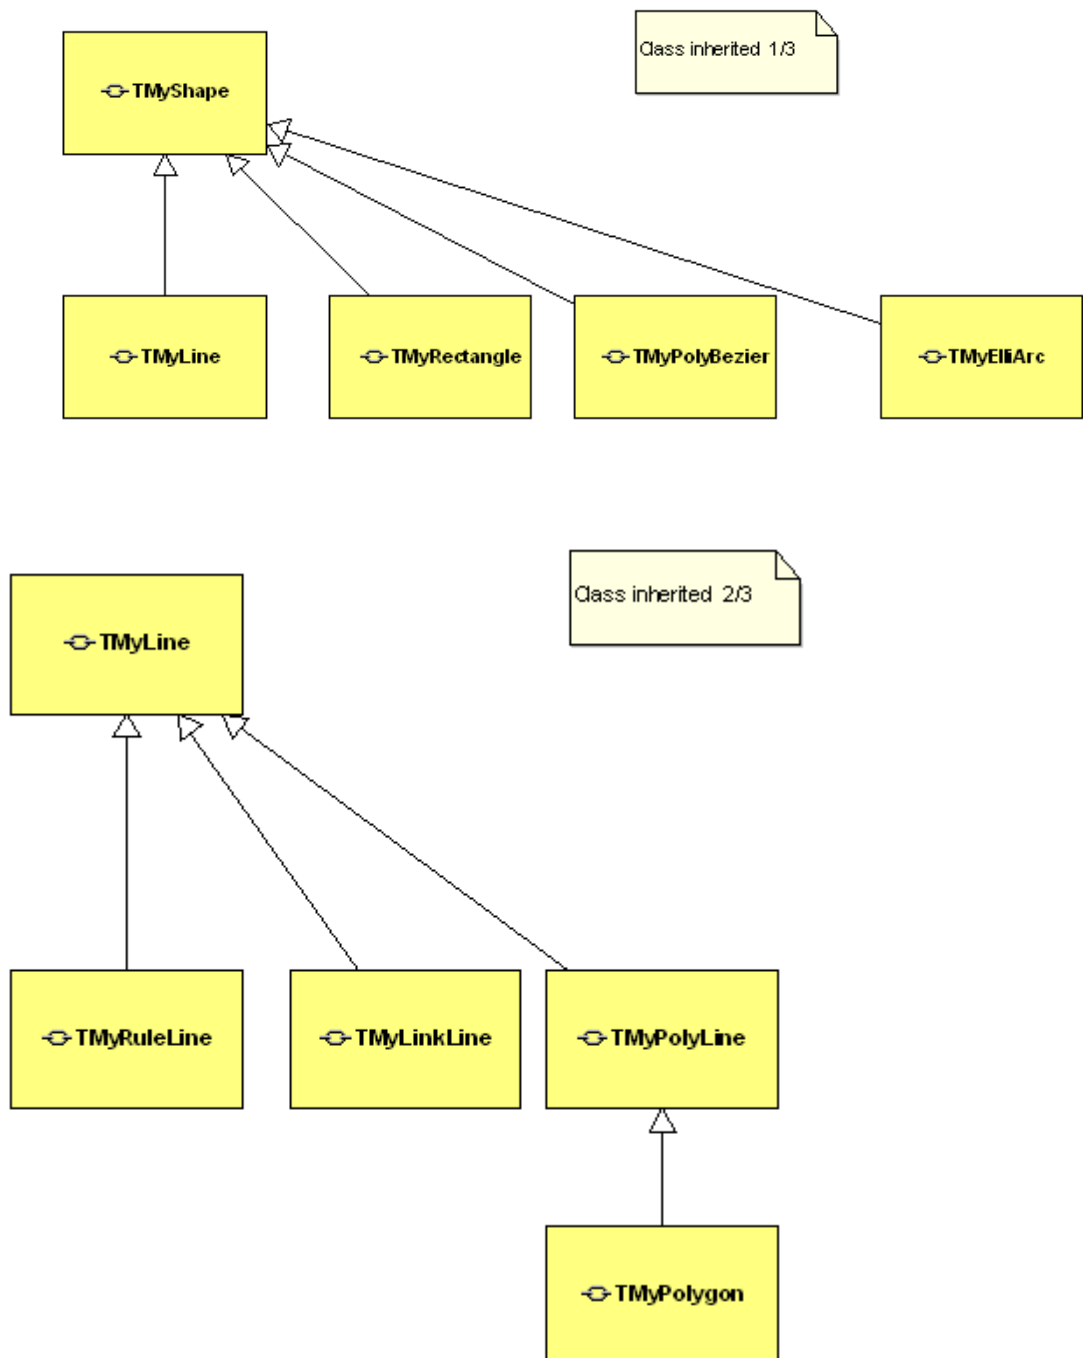 TMyShape
Class inherited 1/3
TMyLine
TMyRectangle
TMyPolyBezier
TMyElliArc
Class inherited 2/3
TMyLine
TMyRuleLine
TMyLinkLine
TMyPolyLine
TMyPolygon